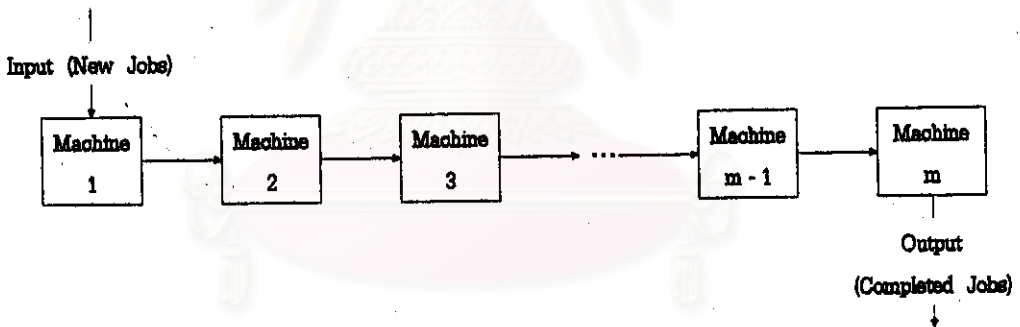 Input (New Jobs)
Machine
1
Machine
2
Machine
3
...
Machine
m - 1
Machine
m
Output
(Completed Jobs)